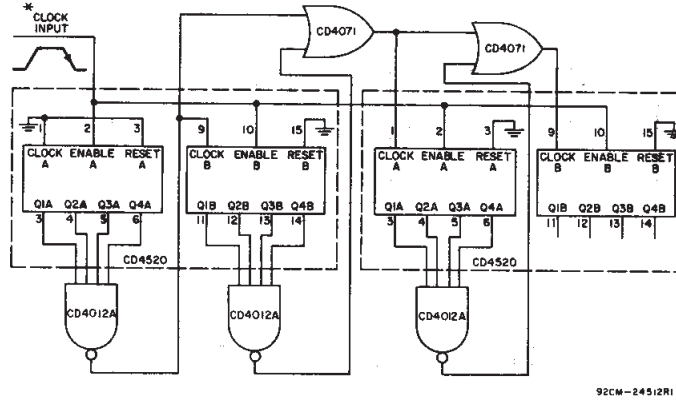 *
CLOCK
INPUT
CD4071
CD4071
1
2
3
9
10
15
1
2
3
9
10
15
CLOCK ENABLE RESET
A A A
CLOCK ENABLE RESET
B B B
CLOCK ENABLE RESET
A A A
CLOCK ENABLE RESET
B B B
Q1A Q2A Q3A Q4A
Q1B Q2B Q3B Q4B
Q1A Q2A Q3A Q4A
Q1B Q2B Q3B Q4B
3 4 5 6
11 12 13 14
3 4 5 6
11 12 13 14
CD4520
CD4520
CD4012A
CD4012A
CD4012A
92CM-24512R1